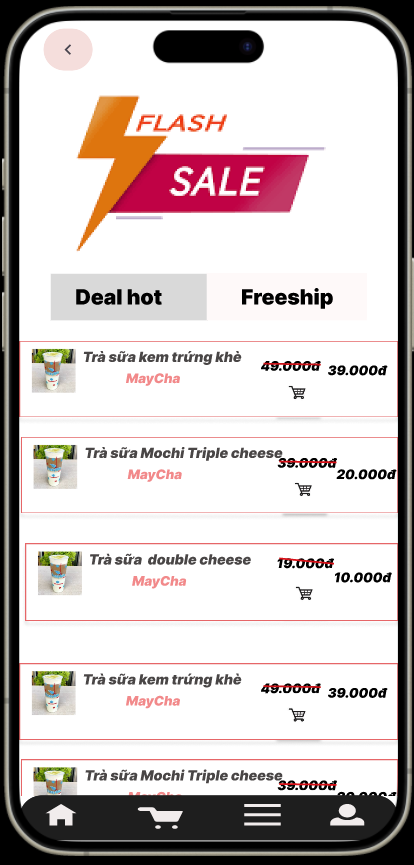 FLASH
SALE
Deal hot
Freeship
Trà sữa kem trứng khè
MayCha
49.000đ
39.000đ
Trà sữa Mochi Triple cheese
MayCha
39.000đ
20.000đ
Trà sữa double cheese
MayCha
19.000đ
10.000đ
Trà sữa kem trứng khè
MayCha
49.000đ
39.000đ
Trà sữa Mochi Triple cheese
MayCha
39.000đ